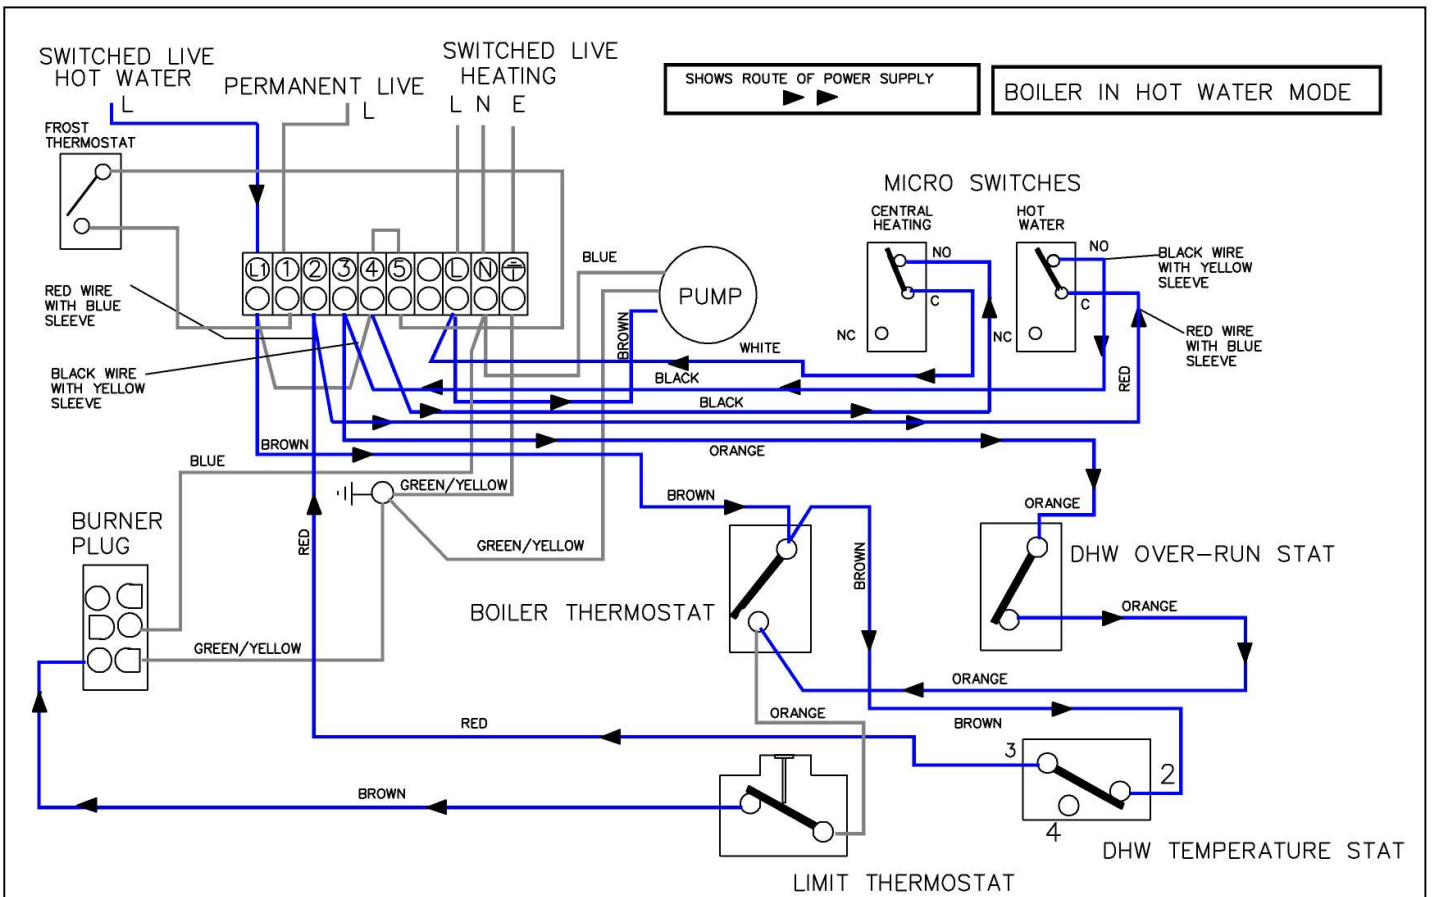 SWITCHED LIVE
HOT WATER
L
PERMANENT LIVE
L
SWITCHED LIVE
HEATING
L N E
SHOWS ROUTE OF POWER SUPPLY
BOILER IN HOT WATER MODE
FROST
THERMOSTAT
MICRO SWITCHES
CENTRAL
HEATING
NO
C
NC
HOT
WATER
NO
C
NC
BLACK WIRE
WITH YELLOW
SLEEVE
RED WIRE
WITH BLUE
SLEEVE
L1 1 2 3 4 5 L N
BLUE
PUMP
BROWN
RED WIRE
WITH BLUE
SLEEVE
BLACK WIRE
WITH YELLOW
SLEEVE
WHITE
BLACK
BLACK
RED
BROWN
ORANGE
BLUE
GREEN/YELLOW
BROWN
ORANGE
BURNER
PLUG
RED
GREEN/YELLOW
BROWN
DHW OVER-RUN STAT
BOILER THERMOSTAT
ORANGE
GREEN/YELLOW
ORANGE
ORANGE
RED
BROWN
3
2
4
BROWN
DHW TEMPERATURE STAT
LIMIT THERMOSTAT